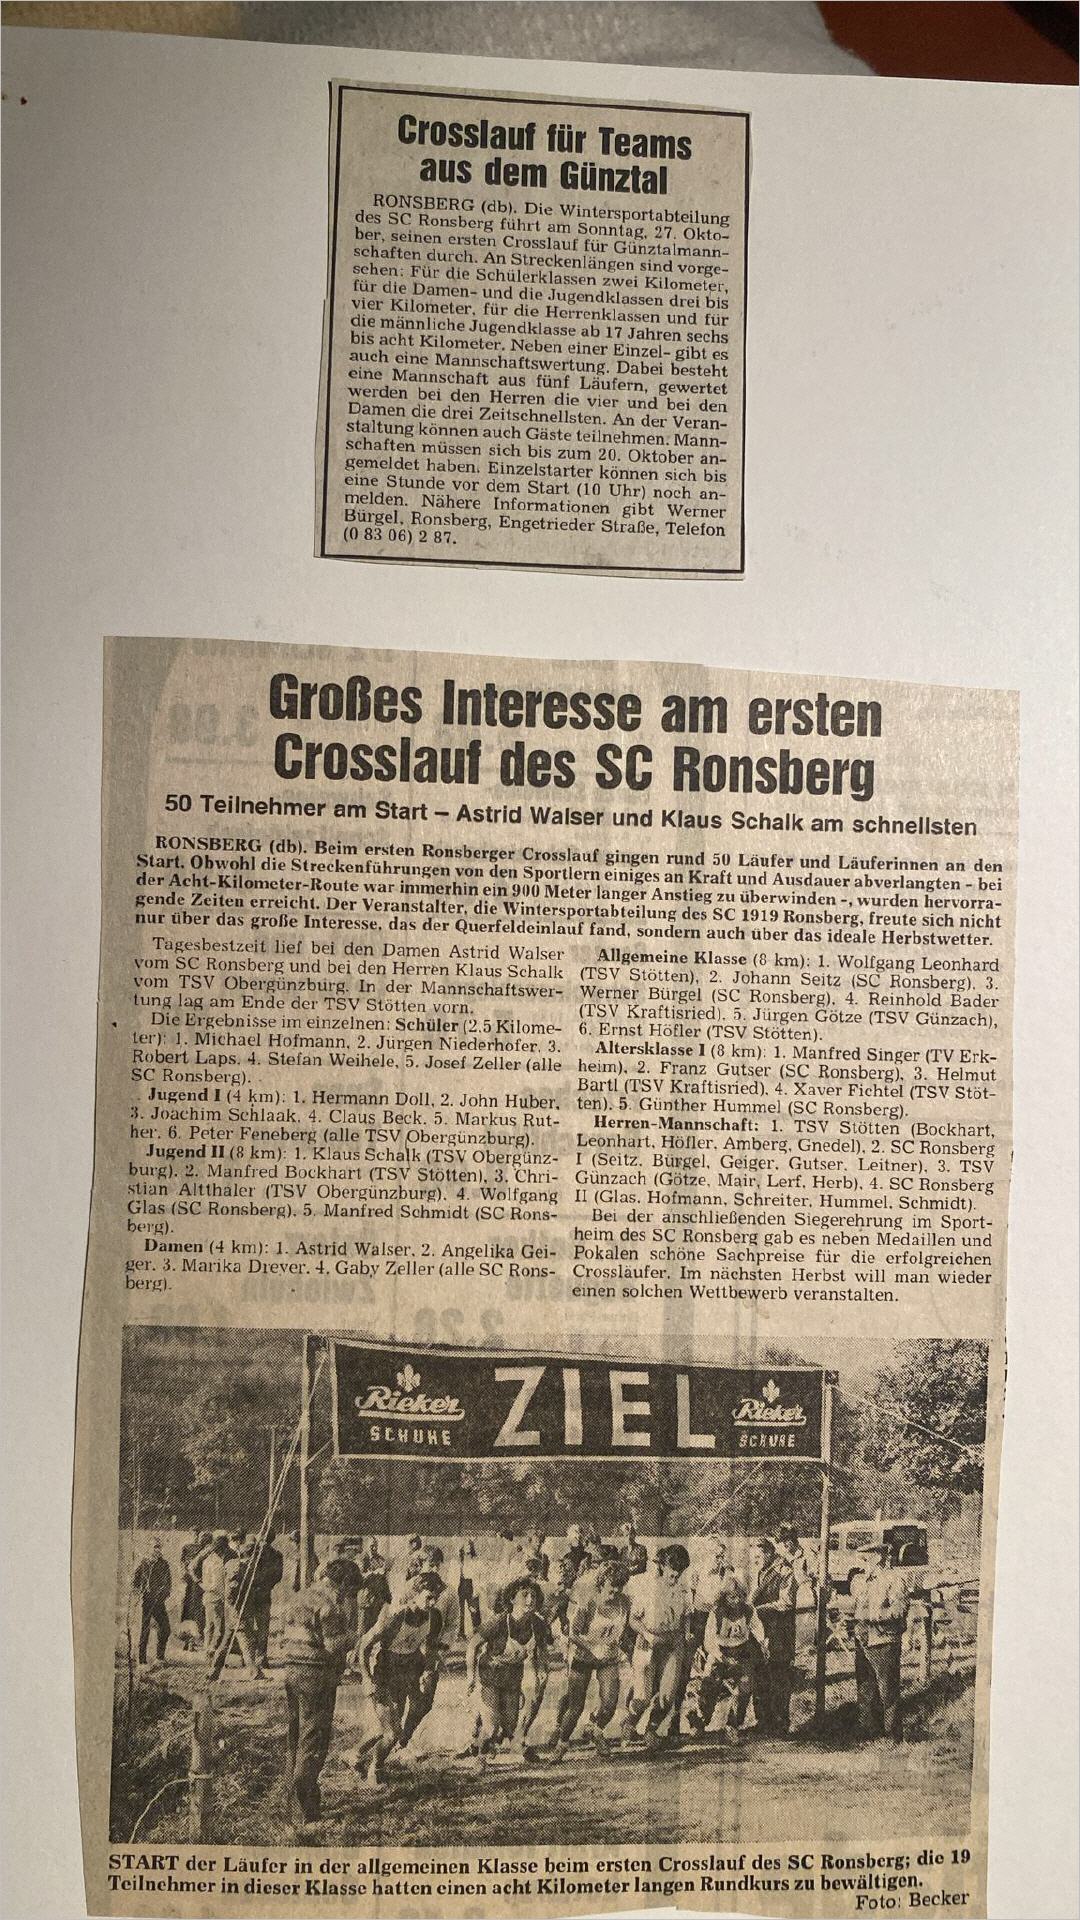 Crosslauf für Teams
aus dem Günztal
RONSBERG (db). Die Wintersportabteilung
des SC Ronsberg führt am Sonntag, 27. Okto-
ber, seinen ersten Crosslauf für Günztalmann-
schaften durch. An Streckenlängen sind vorge-
sehen: Für die Schülerklassen zwei Kilometer,
für die Damen- und die Jugendklassen drei bis
vier Kilometer, für die Herrenklassen und für
die männliche Jugendklasse ab 17 Jahren sechs
bis acht Kilometer. Neben einer Einzel- gibt es
auch eine Mannschaftswertung. Dabei besteht
eine Mannschaft aus fünf Läufern, gewertet
werden bei den Herren die vier und bei den
Damen die drei Zeitschnellsten. An der Veran-
staltung können auch Gäste teilnehmen. Mann-
schaften müssen sich bis zum 20. Oktober an-
gemeldet haben. Einzelstarter können sich bis
eine Stunde vor dem Start (10 Uhr) noch an-
melden. Nähere Informationen gibt Werner
Bürgel, Ronsberg, Engetrieder Straße, Telefon
(0 83 06) 2 87.
Großes Interesse am ersten
Crosslauf des SC Ronsberg
50 Teilnehmer am Start – Astrid Walser und Klaus Schalk am schnellsten
RONSBERG (db). Beim ersten Ronsberger Crosslauf gingen rund 50 Läufer und Läuferinnen an den
Start. Obwohl die Streckenführungen von den Sportlern einiges an Kraft und Ausdauer abverlangten - bei
der Acht-Kilometer-Route war immerhin ein 900 Meter langer Anstieg zu überwinden -, wurden hervorra-
gende Zeiten erreicht. Der Veranstalter, die Wintersportabteilung des SC 1919 Ronsberg, freute sich nicht
nur über das große Interesse, das der Querfeldeinlauf fand, sondern auch über das ideale Herbstwetter.
Tagesbestzeit lief bei den Damen Astrid Walser
vom SC Ronsberg und bei den Herren Klaus Schalk
vom TSV Obergünzburg. In der Mannschaftswer-
tung lag am Ende der TSV Stötten vorn.
Die Ergebnisse im einzelnen: Schüler (2,5 Kilome-
ter): 1. Michael Hofmann, 2. Jürgen Niederhofer, 3.
Robert Laps, 4. Stefan Weihele, 5. Josef Zeller (alle
SC Ronsberg).
Jugend I (4 km): 1. Hermann Doll, 2. John Huber,
3. Joachim Schlaak, 4. Claus Beck, 5. Markus Rut-
her, 6. Peter Feneberg (alle TSV Obergünzburg).
Jugend II (8 km): 1. Klaus Schalk (TSV Obergünz-
burg), 2. Manfred Bockhart (TSV Stötten), 3. Chri-
stian Altthaler (TSV Obergünzburg), 4. Wolfgang
Glas (SC Ronsberg), 5. Manfred Schmidt (SC Rons-
berg).
Damen (4 km): 1. Astrid Walser, 2. Angelika Gei-
ger, 3. Marika Dreyer, 4. Gaby Zeller (alle SC Rons-
berg).
Allgemeine Klasse (8 km): 1. Wolfgang Leonhard
(TSV Stötten), 2. Johann Seitz (SC Ronsberg), 3.
Werner Bürgel (SC Ronsberg), 4. Reinhold Bader
(TSV Kraftisried), 5. Jürgen Götze (TSV Günzach),
6. Ernst Höfler (TSV Stötten).
Altersklasse I (8 km): 1. Manfred Singer (TV Erk-
heim), 2. Franz Gutser (SC Ronsberg), 3. Helmut
Bartl (TSV Kraftisried), 4. Xaver Fichtel (TSV Stöt-
ten), 5. Günther Hummel (SC Ronsberg).
Herren-Mannschaft: 1. TSV Stötten (Bockhart,
Leonhart, Höfler, Amberg, Gnedel), 2. SC Ronsberg
I (Seitz, Bürgel, Geiger, Gutser, Leitner), 3. TSV
Günzach (Götze, Mair, Lerf, Herb), 4. SC Ronsberg
II (Glas, Hofmann, Schreiter, Hummel, Schmidt).
Bei der anschließenden Siegerehrung im Sport-
heim des SC Ronsberg gab es neben Medaillen und
Pokalen schöne Sachpreise für die erfolgreichen
Crossläufer. Im nächsten Herbst will man wieder
einen solchen Wettbewerb veranstalten.
Rieker SCHUHE ZIEL Rieker SCHUHE
START der Läufer in der allgemeinen Klasse beim ersten Crosslauf des SC Ronsberg; die 19
Teilnehmer in dieser Klasse hatten einen acht Kilometer langen Rundkurs zu bewältigen.
Foto: Becker